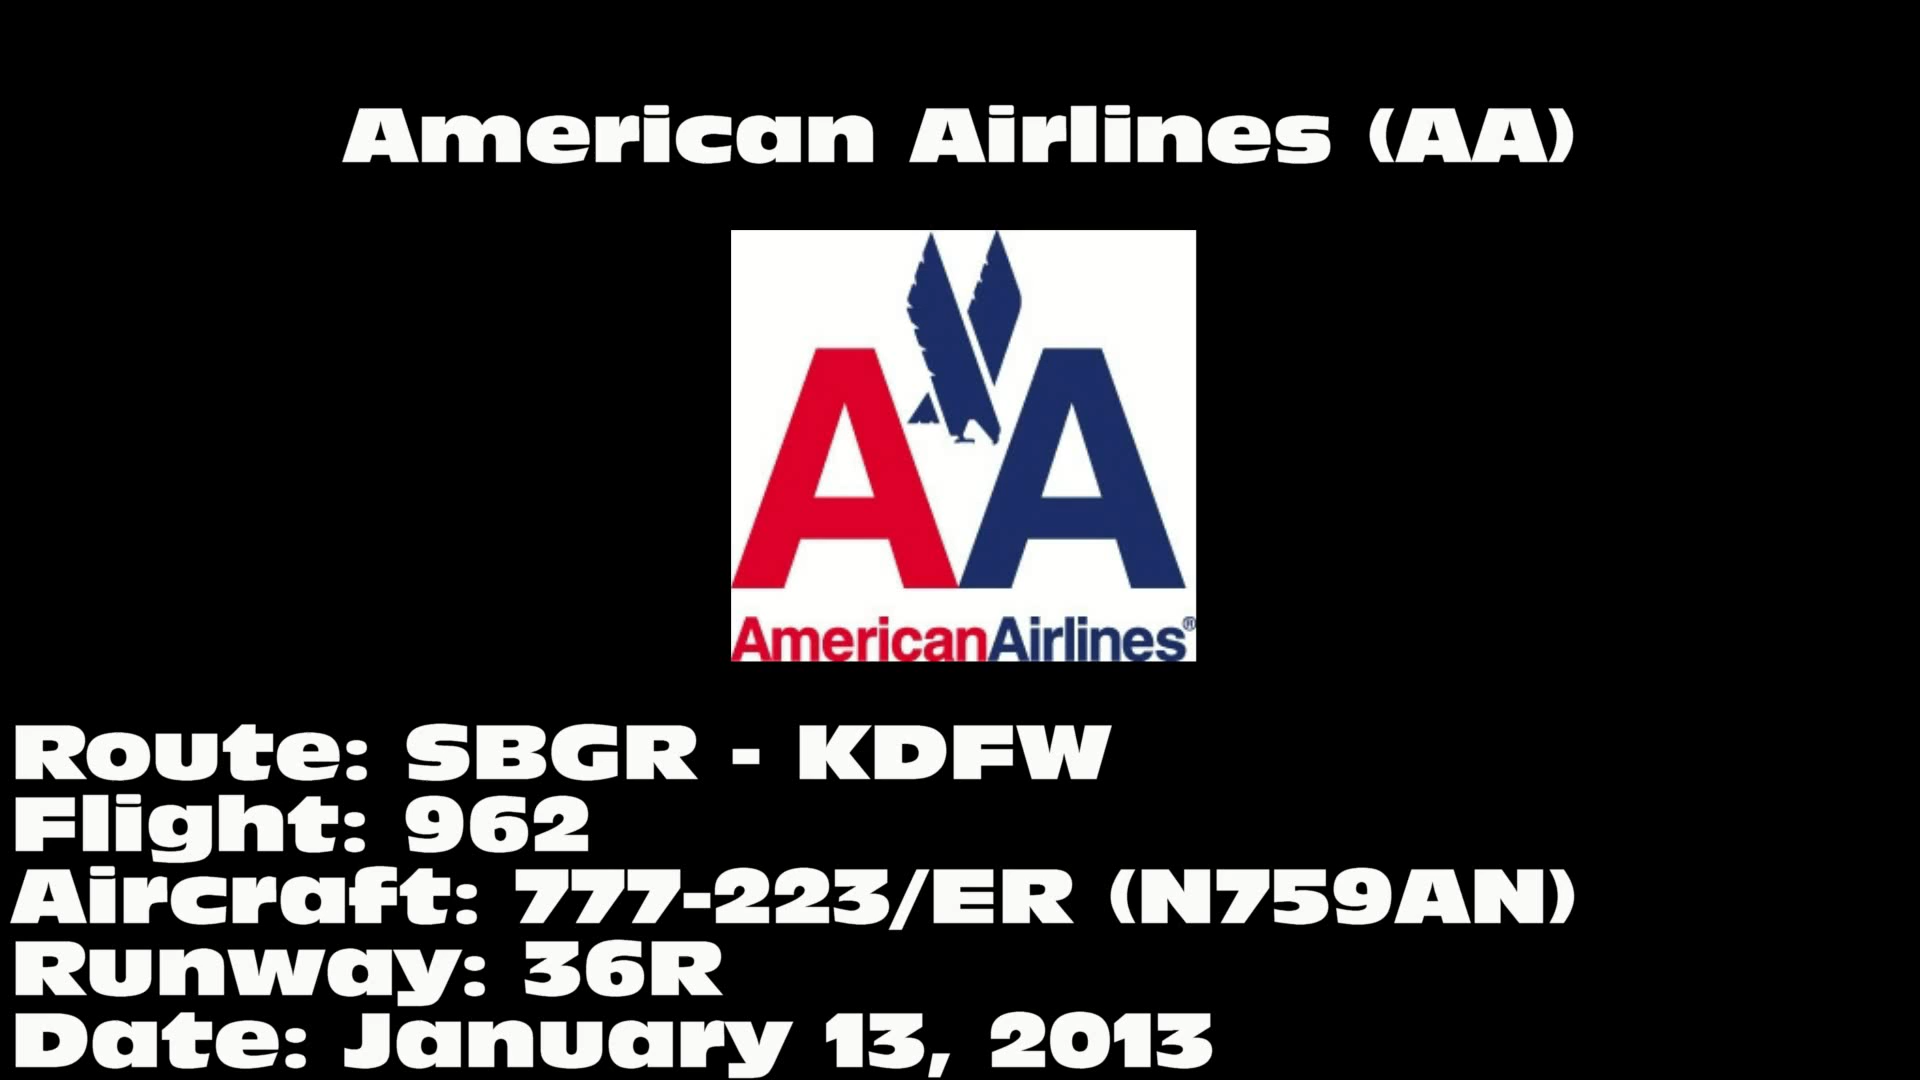 American Airlines (AA)
AA
AmericanAirlines®
Route: SBGR - KDFW
Flight: 962
Aircraft: 777-223/ER (N759AN)
Runway: 36R
Date: January 13, 2013